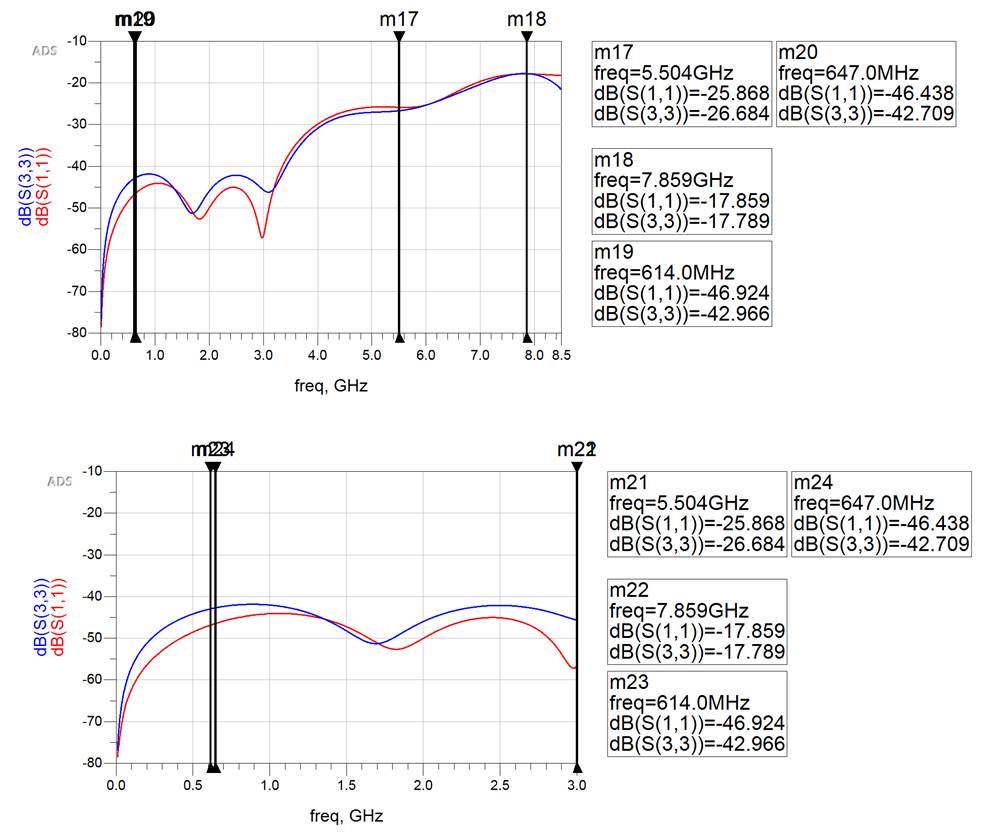 m17
m18
ADS
-10
-20
-30
-40
-50
-60
-70
-80
dB(S(3,3))
dB(S(1,1))
0.0 1.0 2.0 3.0 4.0 5.0 6.0 7.0 8.0 8.5
freq, GHz
m17
freq=5.504GHz
dB(S(1,1))=-25.868
dB(S(3,3))=-26.684
m20
freq=647.0MHz
dB(S(1,1))=-46.438
dB(S(3,3))=-42.709
m18
freq=7.859GHz
dB(S(1,1))=-17.859
dB(S(3,3))=-17.789
m19
freq=614.0MHz
dB(S(1,1))=-46.924
dB(S(3,3))=-42.966
ADS
-10
-20
-30
-40
-50
-60
-70
-80
dB(S(3,3))
dB(S(1,1))
0.0 0.5 1.0 1.5 2.0 2.5 3.0
freq, GHz
m21
freq=5.504GHz
dB(S(1,1))=-25.868
dB(S(3,3))=-26.684
m24
freq=647.0MHz
dB(S(1,1))=-46.438
dB(S(3,3))=-42.709
m22
freq=7.859GHz
dB(S(1,1))=-17.859
dB(S(3,3))=-17.789
m23
freq=614.0MHz
dB(S(1,1))=-46.924
dB(S(3,3))=-42.966